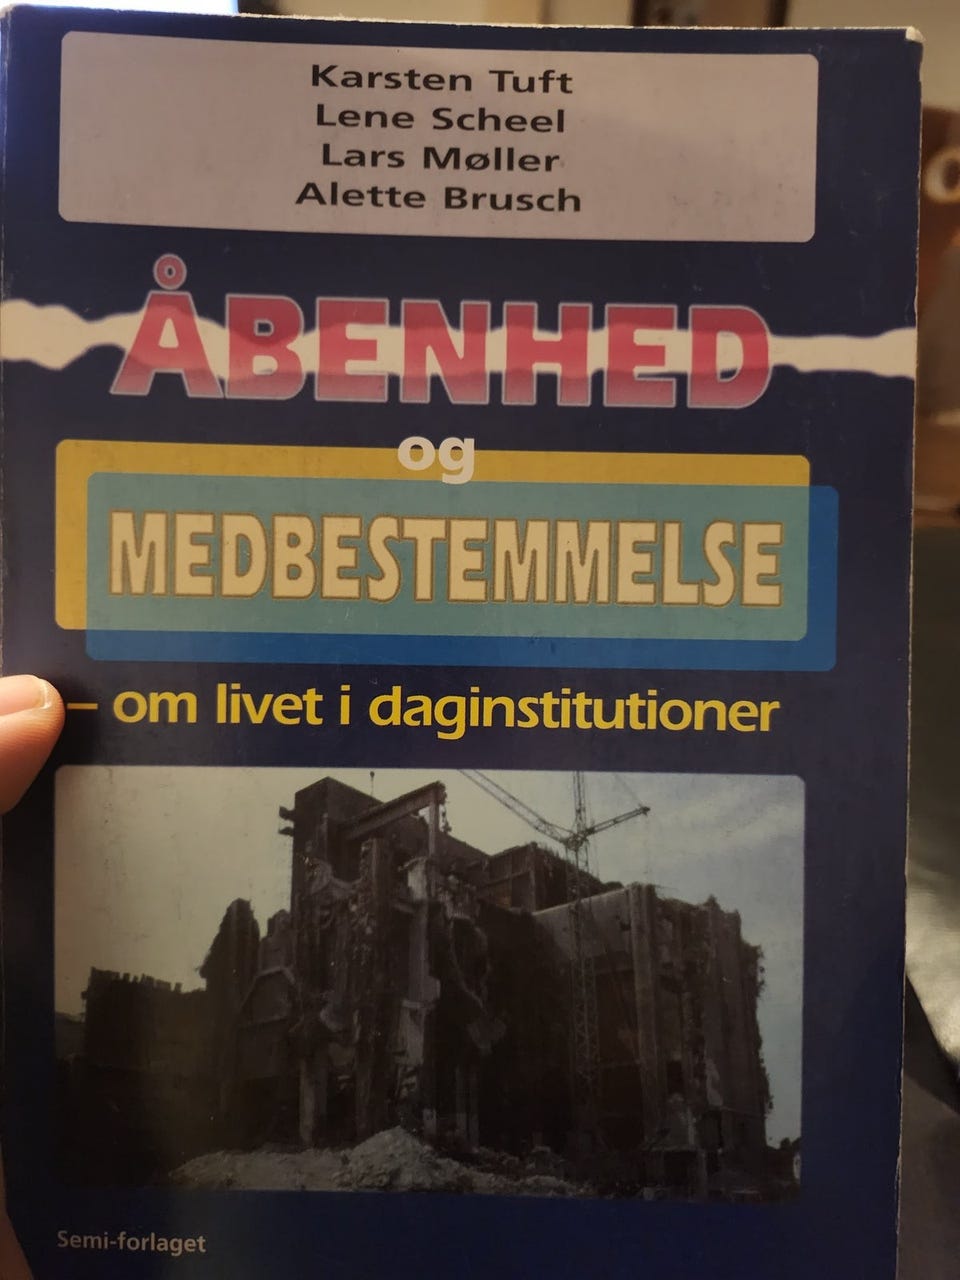 Karsten Tuft
Lene Scheel
Lars Møller
Alette Brusch
ÅBENHED
og
MEDBESTEMMELSE
– om livet i daginstitutioner
Semi-forlaget